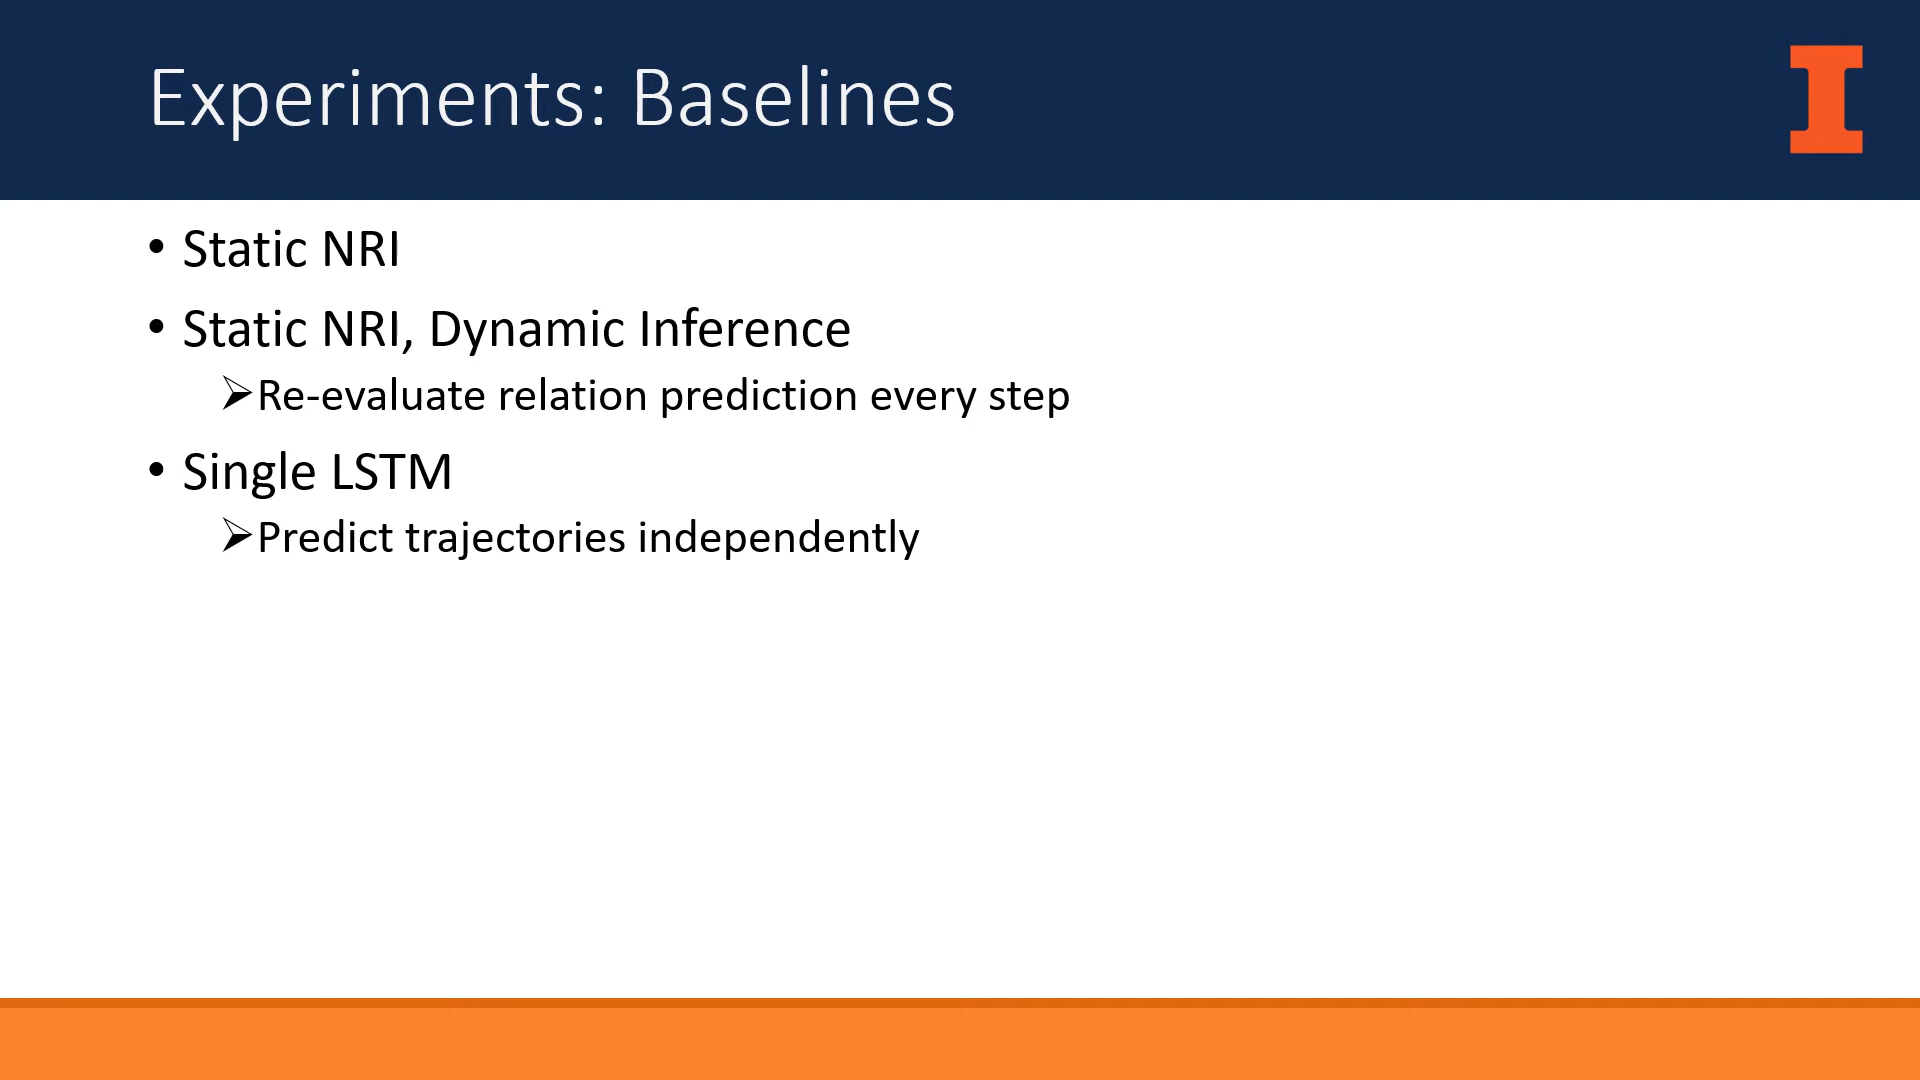 Experiments: Baselines
• Static NRI
• Static NRI, Dynamic Inference
➢Re-evaluate relation prediction every step
• Single LSTM
➢Predict trajectories independently